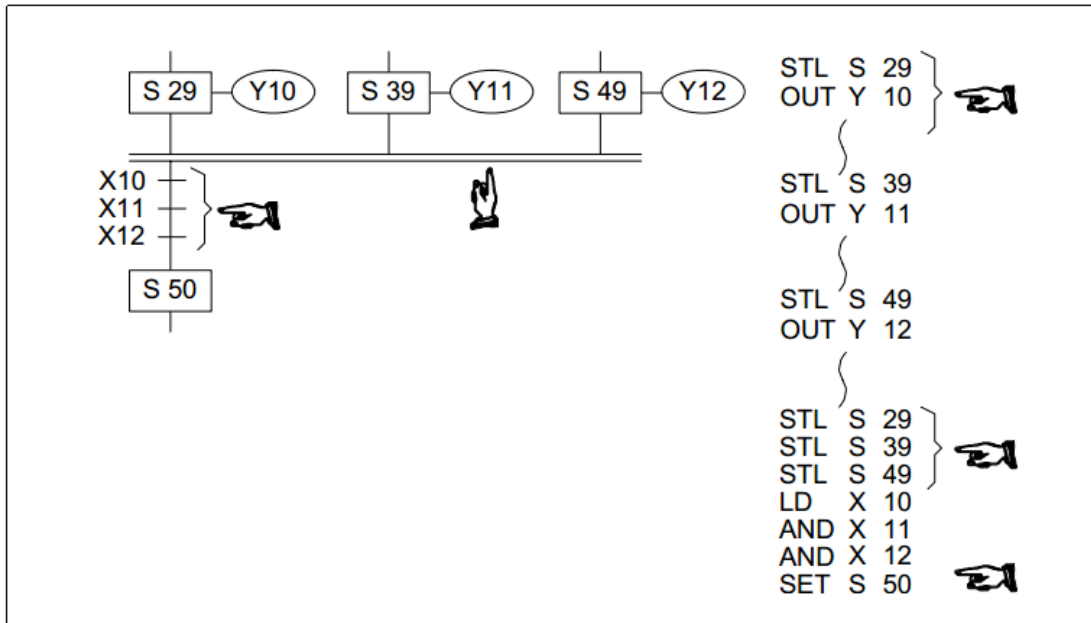 S 29 Y10 S 39 Y11 S 49 Y12
X10
X11
X12
S 50
STL S 29
OUT Y 10
STL S 39
OUT Y 11
STL S 49
OUT Y 12
STL S 29
STL S 39
STL S 49
LD X 10
AND X 11
AND X 12
SET S 50